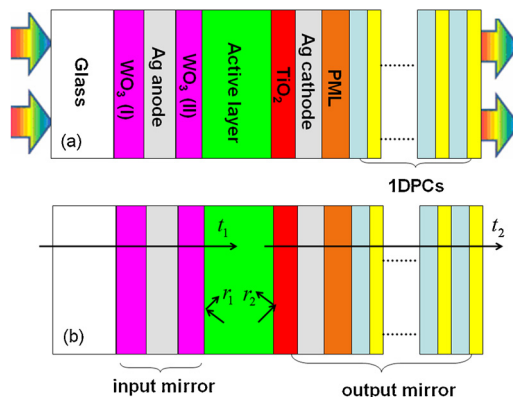 Glass
WO₃ (I)
Ag anode
WO₃ (II)
Active layer
TiO₂
Ag cathode
PML
........
........
(a)
1DPCs
t₁
t₂
r₁
r₂
........
........
(b)
input mirror
output mirror